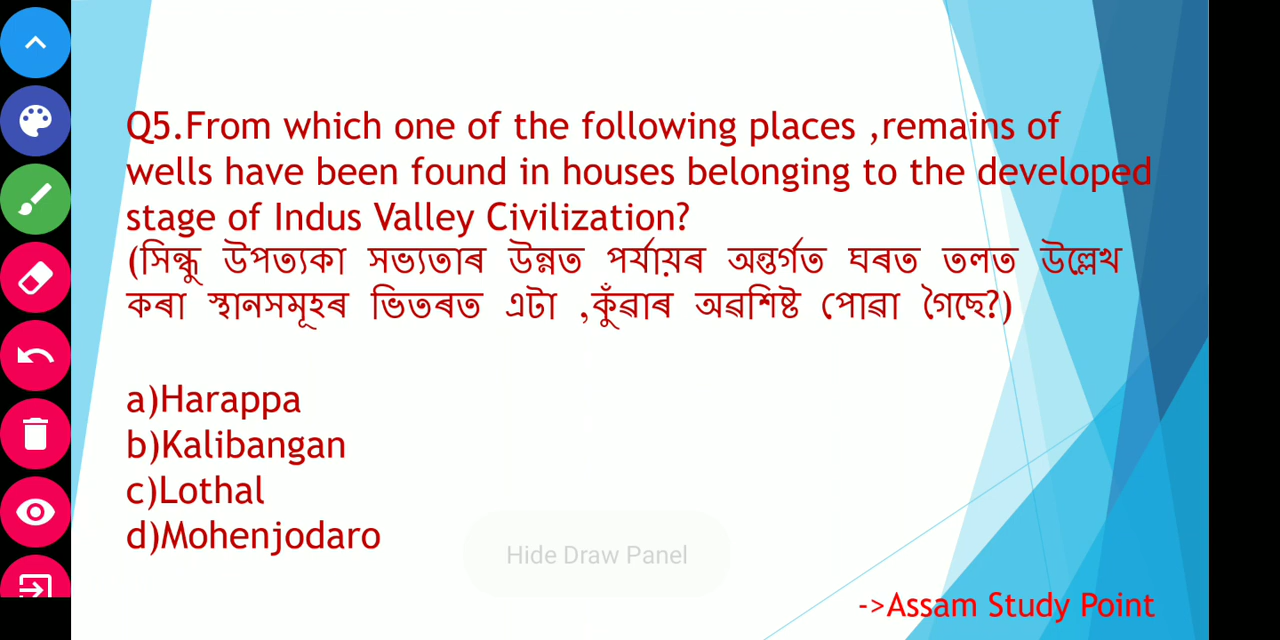 Q5.From which one of the following places ,remains of
wells have been found in houses belonging to the developed
stage of Indus Valley Civilization?
(সিন্ধু উপত্যকা সভ্যতাৰ উন্নত পৰ্যায়ৰ অন্তৰ্গত ঘৰত তলত উল্লেখ
কৰা স্থানসমূহৰ ভিতৰত এটা ,কুঁৱাৰ অৱশিষ্ট পোৱা গৈছে?)
a)Harappa
b)Kalibangan
c)Lothal
d)Mohenjodaro
Hide Draw Panel
->Assam Study Point